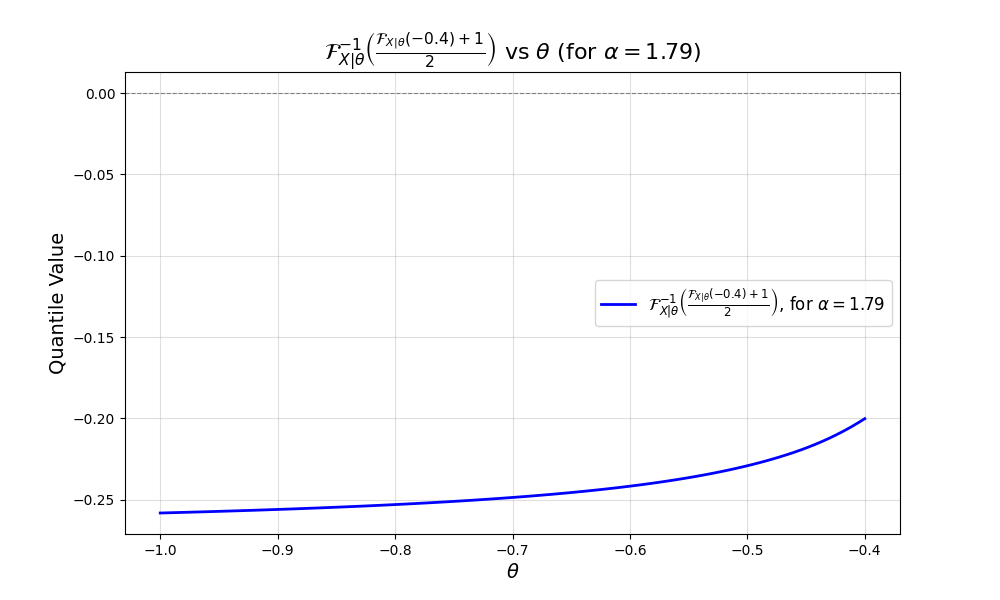 $\mathcal{F}_{X|\theta}^{-1}\left(\frac{\mathcal{F}_{X|\theta}(-0.4)+1}{2}\right)$ vs $\theta$ (for $\alpha = 1.79$)
Quantile Value
0.00
−0.05
−0.10
−0.15
−0.20
−0.25
$\mathcal{F}_{X|\theta}^{-1}\left(\frac{\mathcal{F}_{X|\theta}(-0.4)+1}{2}\right)$, for $\alpha = 1.79$
−1.0 −0.9 −0.8 −0.7 −0.6 −0.5 −0.4
$\theta$